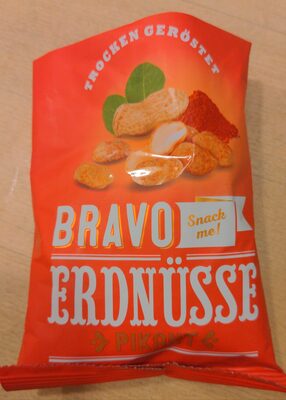 TROCKEN GERÖSTET
BRAVO
Snack
me!
ERDNÜSSE
PIKANT